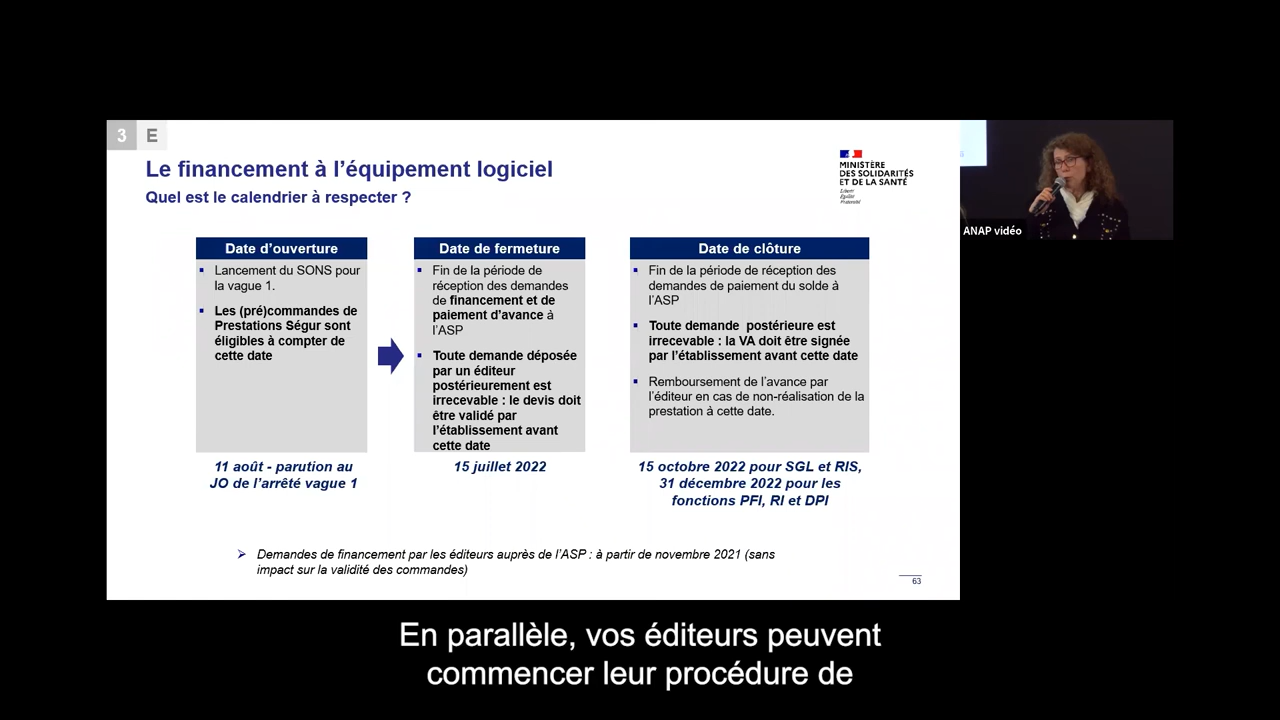 3 E
Le financement à l’équipement logiciel
Quel est le calendrier à respecter ?
MINISTÈRE
DES SOLIDARITÉS
ET DE LA SANTÉ
Liberté
Égalité
Fraternité
ANAP vidéo
Date d’ouverture
▪ Lancement du SONS pour
la vague 1.
▪ Les (pré)commandes de
Prestations Ségur sont
éligibles à compter de
cette date
11 août - parution au
JO de l’arrêté vague 1
Date de fermeture
▪ Fin de la période de
réception des demandes
de financement et de
paiement d’avance à
l’ASP
▪ Toute demande déposée
par un éditeur
postérieurement est
irrecevable : le devis doit
être validé par
l’établissement avant
cette date
15 juillet 2022
Date de clôture
▪ Fin de la période de réception des
demandes de paiement du solde à
l’ASP
▪ Toute demande postérieure est
irrecevable : la VA doit être signée
par l’établissement avant cette date
▪ Remboursement de l’avance par
l’éditeur en cas de non-réalisation de la
prestation à cette date.
15 octobre 2022 pour SGL et RIS,
31 décembre 2022 pour les
fonctions PFI, RI et DPI
➢ Demandes de financement par les éditeurs auprès de l’ASP : à partir de novembre 2021 (sans
impact sur la validité des commandes)
63
En parallèle, vos éditeurs peuvent
commencer leur procédure de